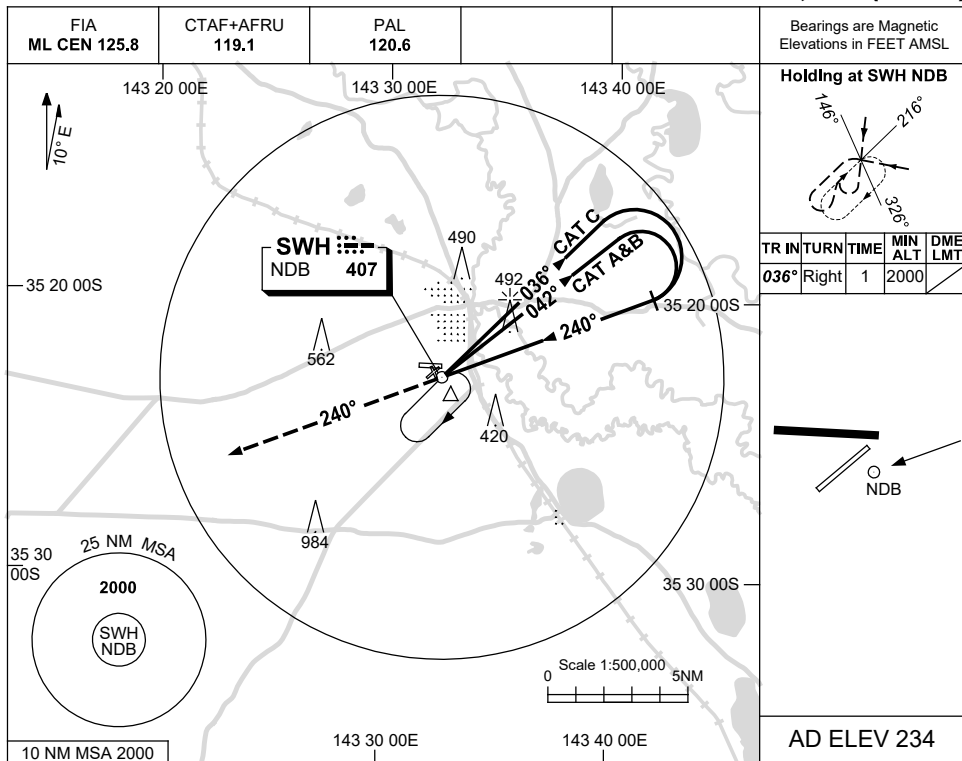 FIA
ML CEN 125.8
CTAF+AFRU
119.1
PAL
120.6
Bearings are Magnetic
Elevations in FEET AMSL
143 20 00E
143 30 00E
143 40 00E
10° E
SWH
NDB 407
490
492
CAT C
CAT A&B
036°
042°
240°
35 20 00S
35 20 00S
562
240°
420
984
35 30
00S
25 NM MSA
2000
SWH
NDB
35 30 00S
Scale 1:500,000
0 5NM
143 30 00E
143 40 00E
10 NM MSA 2000
Holding at SWH NDB
146°
216°
326°
TR IN TURN TIME MIN ALT DME LMT
036° Right 1 2000
NDB
AD ELEV 234